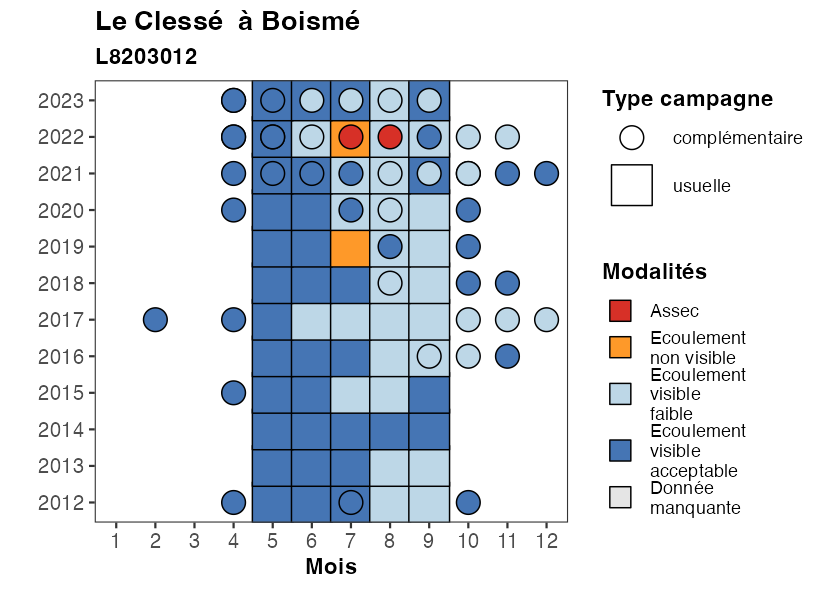 Le Clessé  à Boismé
L8203012
2023
2022
2021
2020
2019
2018
2017
2016
2015
2014
2013
2012
1 2 3 4 5 6 7 8 9 10 11 12
Mois
Type campagne
complémentaire
usuelle
Modalités
Assec
Ecoulement
non visible
Ecoulement
visible
faible
Ecoulement
visible
acceptable
Donnée
manquante